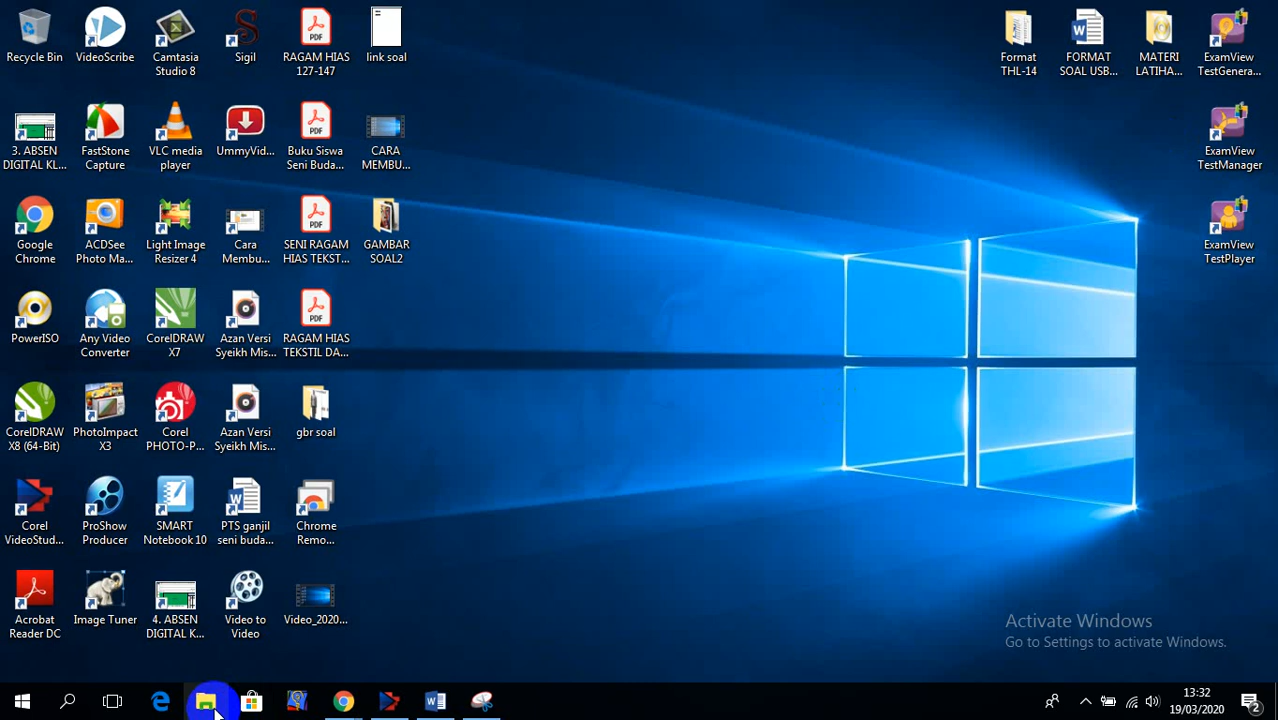 Recycle Bin
VideoScribe
Camtasia
Studio 8
Sigil
RAGAM HIAS
127-147
link soal
Format
THL-14
FORMAT
SOAL USB...
MATERI
LATIHA...
ExamView
TestGenera...
3. ABSEN
DIGITAL KL...
FastStone
Capture
VLC media
player
UmmyVid...
Buku Siswa
Seni Buda...
CARA
MEMBU...
ExamView
TestManager
Google
Chrome
ACDSee
Photo Ma...
Light Image
Resizer 4
Cara
Membu...
SENI RAGAM
HIAS TEKST...
GAMBAR
SOAL2
ExamView
TestPlayer
PowerISO
Any Video
Converter
CorelDRAW
X7
Azan Versi
Syeikh Mis...
RAGAM HIAS
TEKSTIL DA...
CorelDRAW
X8 (64-Bit)
PhotoImpact
X3
Corel
PHOTO-P...
Azan Versi
Syeikh Mis...
gbr soal
Corel
VideoStud...
ProShow
Producer
SMART
Notebook 10
PTS ganjil
seni buda...
Chrome
Remo...
Acrobat
Reader DC
Image Tuner
4. ABSEN
DIGITAL K...
Video to
Video
Video_2020...
Activate Windows
Go to Settings to activate Windows.
13:32
19/03/2020
2